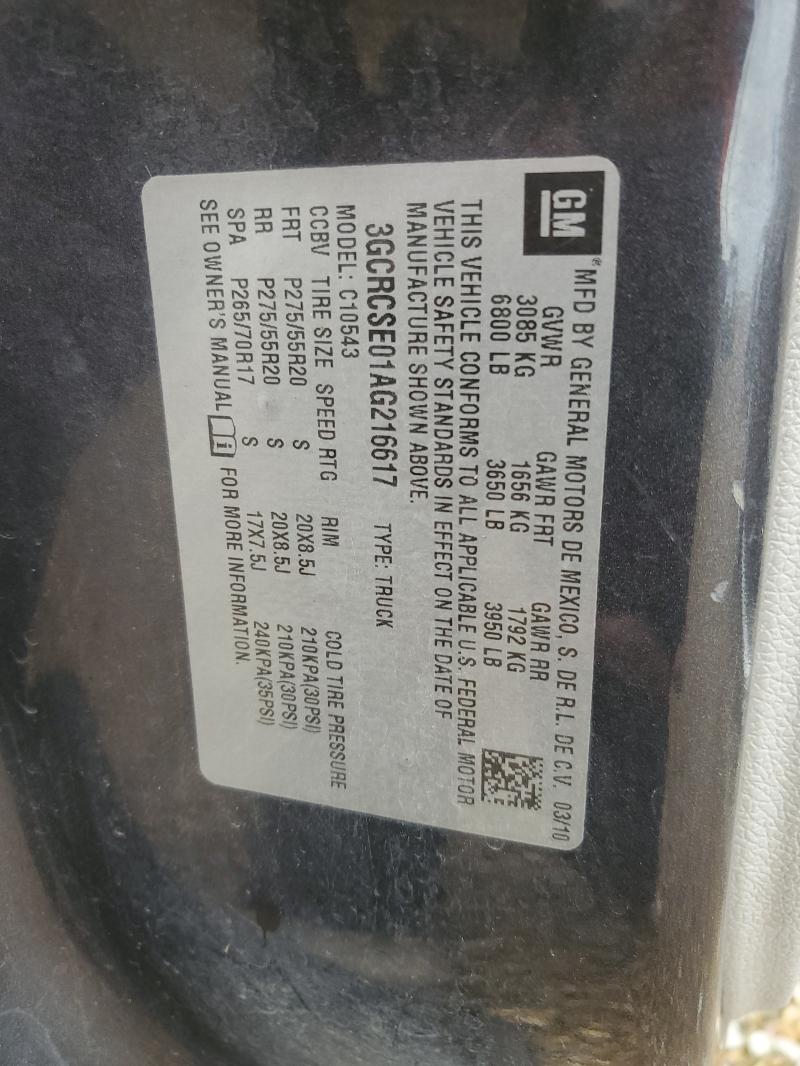 GM
® MFD BY GENERAL MOTORS DE MEXICO, S. DE R.L. DE C.V. 03/10
GVWR GAWR FRT GAWR RR
3085 KG 1656 KG 1792 KG
6800 LB 3650 LB 3950 LB
THIS VEHICLE CONFORMS TO ALL APPLICABLE U.S. FEDERAL MOTOR
VEHICLE SAFETY STANDARDS IN EFFECT ON THE DATE OF
MANUFACTURE SHOWN ABOVE.
3GCRCSE01AG216617 TYPE: TRUCK
MODEL: C10543
CCBV TIRE SIZE SPEED RTG RIM COLD TIRE PRESSURE
FRT P275/55R20 S 20X8.5J 210KPA(30PSI)
RR P275/55R20 S 20X8.5J 210KPA(30PSI)
SPA P265/70R17 S 17X7.5J 240KPA(35PSI)
SEE OWNER'S MANUAL i FOR MORE INFORMATION.